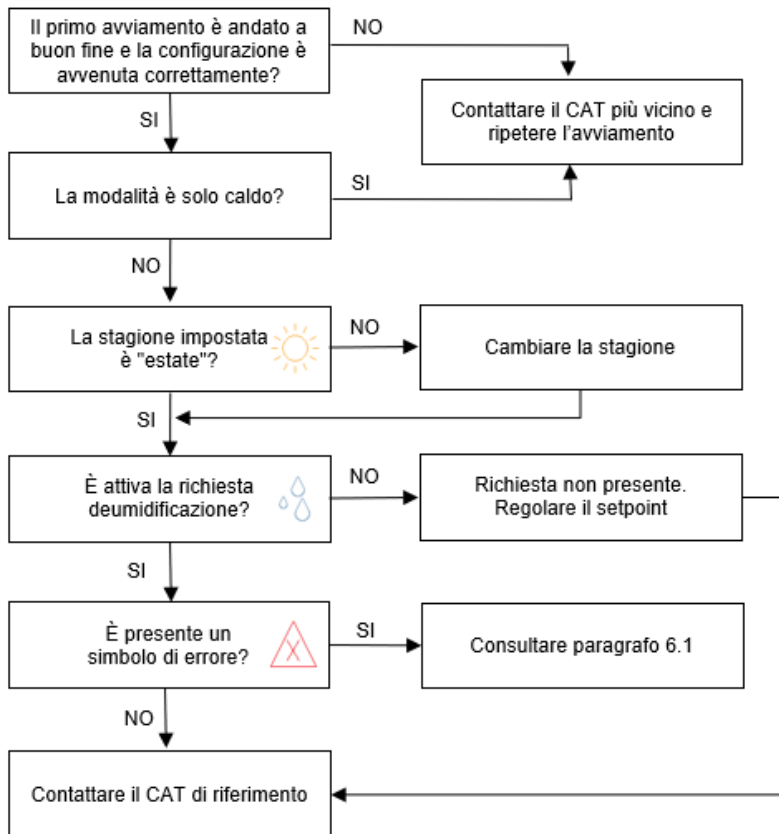 Il primo avviamento è andato a
buon fine e la configurazione è
avvenuta correttamente?
NO
Contattare il CAT più vicino e
ripetere l'avviamento
SI
La modalità è solo caldo?
SI
NO
La stagione impostata
è "estate"?
NO
Cambiare la stagione
SI
È attiva la richiesta
deumidificazione?
NO
Richiesta non presente.
Regolare il setpoint
SI
È presente un
simbolo di errore?
SI
Consultare paragrafo 6.1
NO
Contattare il CAT di riferimento